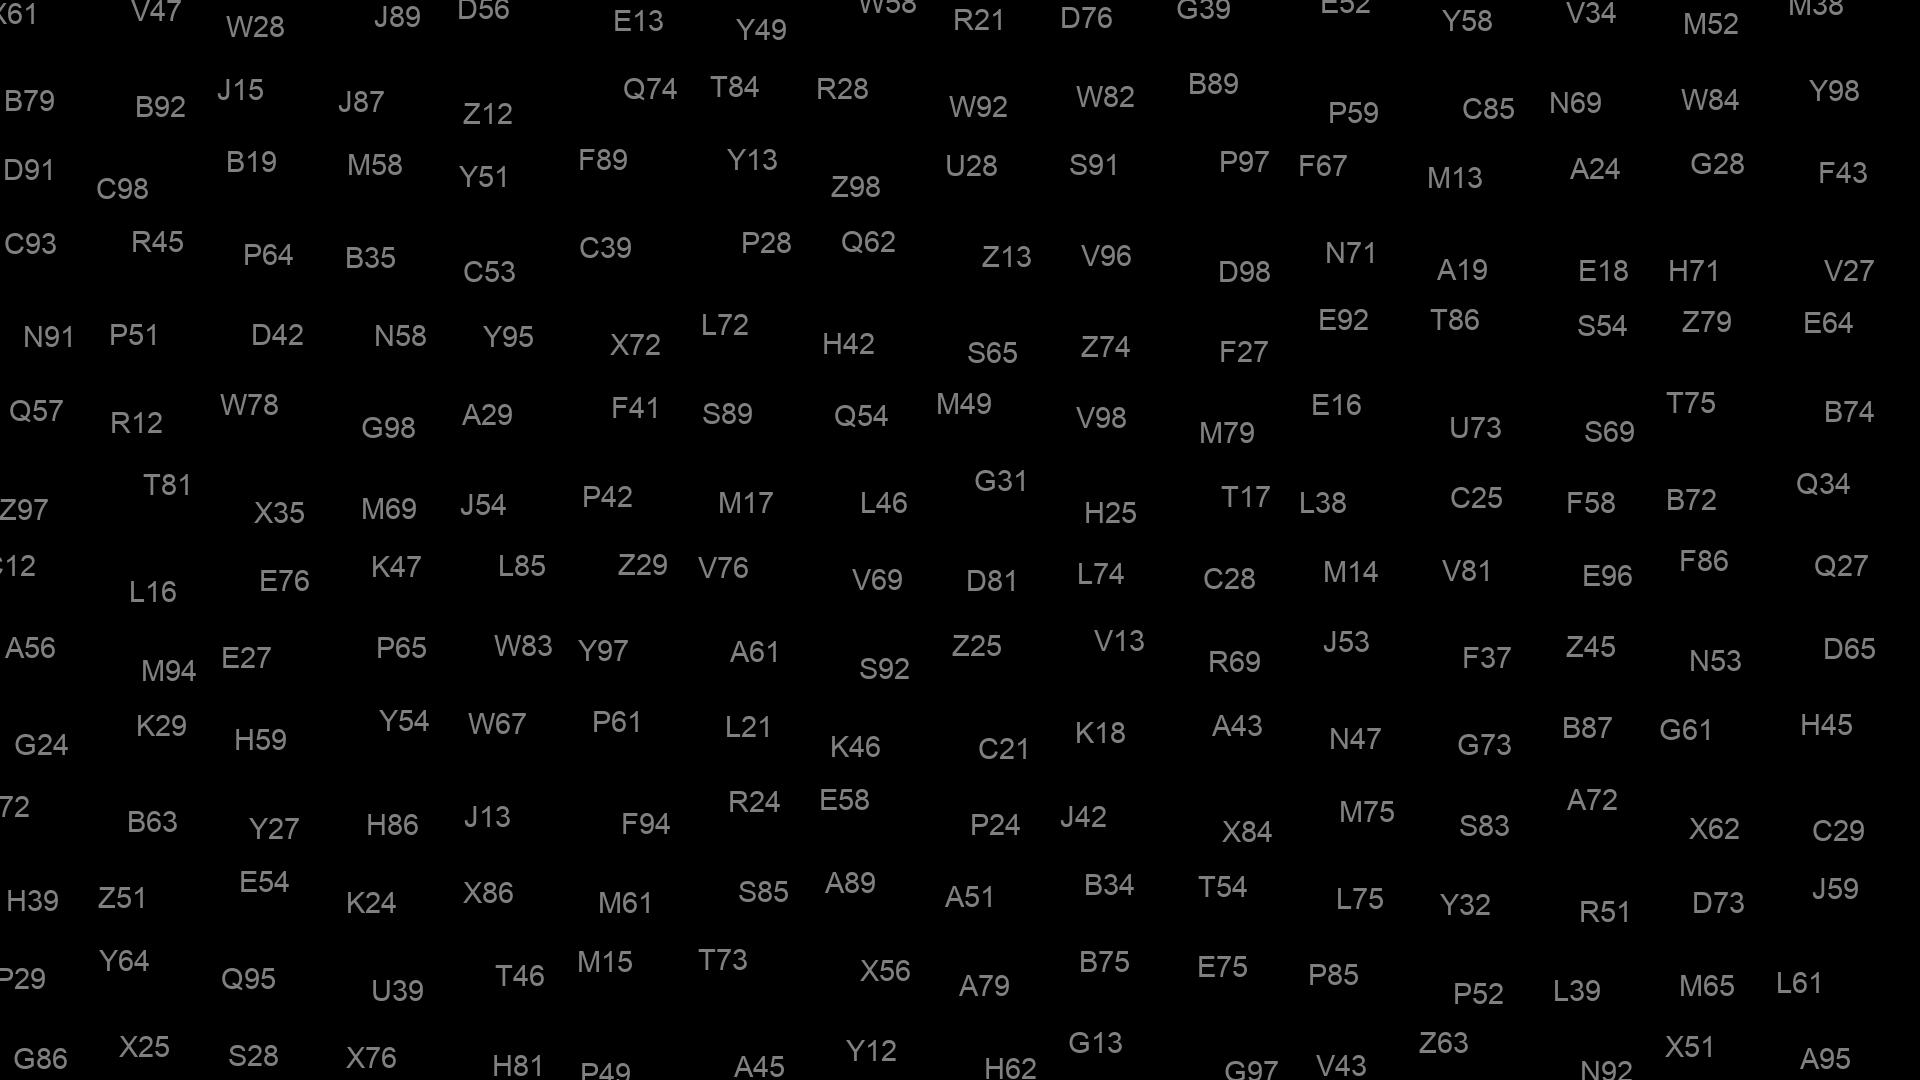 V47 W28 J89 D56 E13 Y49 W58 R21 D76 G39 E52 Y58 V34 M52 M38
B79 B92 J15 J87 Z12 Q74 T84 R28 W92 W82 B89 P59 C85 N69 W84 Y98
D91 C98 B19 M58 Y51 F89 Y13 Z98 U28 S91 P97 F67 M13 A24 G28 F43
C93 R45 P64 B35 C53 C39 P28 Q62 Z13 V96 D98 N71 A19 E18 H71 V27
N91 P51 D42 N58 Y95 X72 L72 H42 S65 Z74 F27 E92 T86 S54 Z79 E64
Q57 R12 W78 G98 A29 F41 S89 Q54 M49 V98 M79 E16 U73 S69 T75 B74
Z97 T81 X35 M69 J54 P42 M17 L46 G31 H25 T17 L38 C25 F58 B72 Q34
L16 E76 K47 L85 Z29 V76 V69 D81 L74 C28 M14 V81 E96 F86 Q27
A56 M94 E27 P65 W83 Y97 A61 S92 Z25 V13 R69 J53 F37 Z45 N53 D65
G24 K29 H59 Y54 W67 P61 L21 K46 C21 K18 A43 N47 G73 B87 G61 H45
B63 Y27 H86 J13 F94 R24 E58 P24 J42 X84 M75 S83 A72 X62 C29
H39 Z51 E54 K24 X86 M61 S85 A89 A51 B34 T54 L75 Y32 R51 D73 J59
P29 Y64 Q95 U39 T46 M15 T73 X56 A79 B75 E75 P85 P52 L39 M65 L61
G86 X25 S28 X76 H81 P49 A45 Y12 H62 G13 G97 V43 Z63 N92 X51 A95